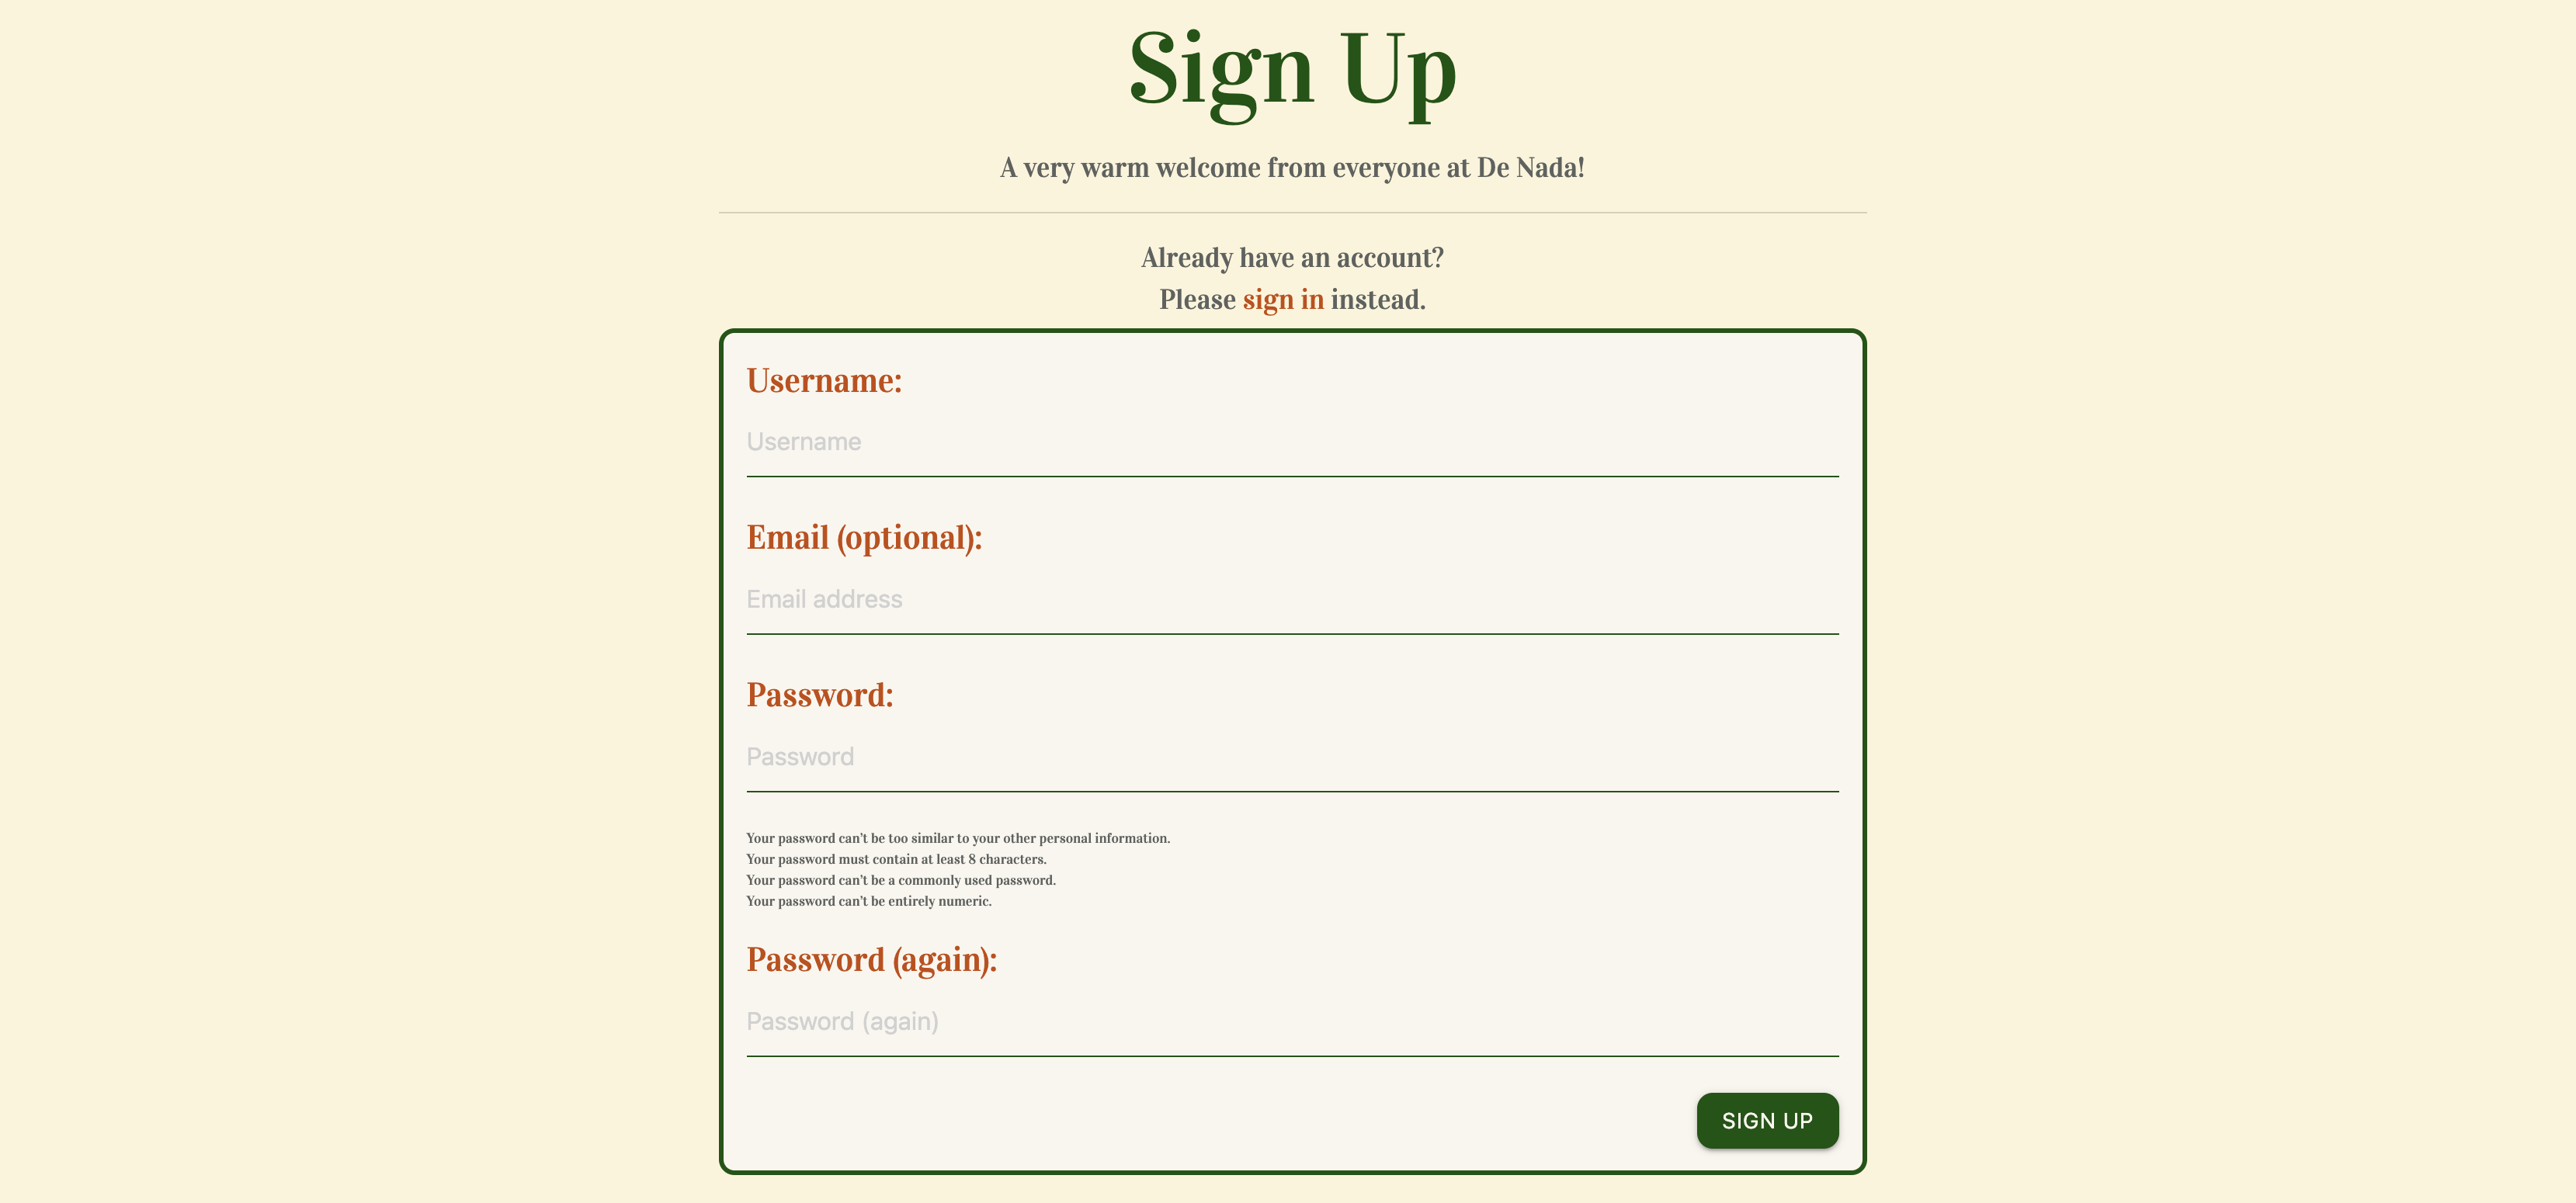 Sign Up
A very warm welcome from everyone at De Nada!
Already have an account?
Please sign in instead.
Username:
Username
Email (optional):
Email address
Password:
Password
Your password can’t be too similar to your other personal information.
Your password must contain at least 8 characters.
Your password can’t be a commonly used password.
Your password can’t be entirely numeric.
Password (again):
Password (again)
SIGN UP